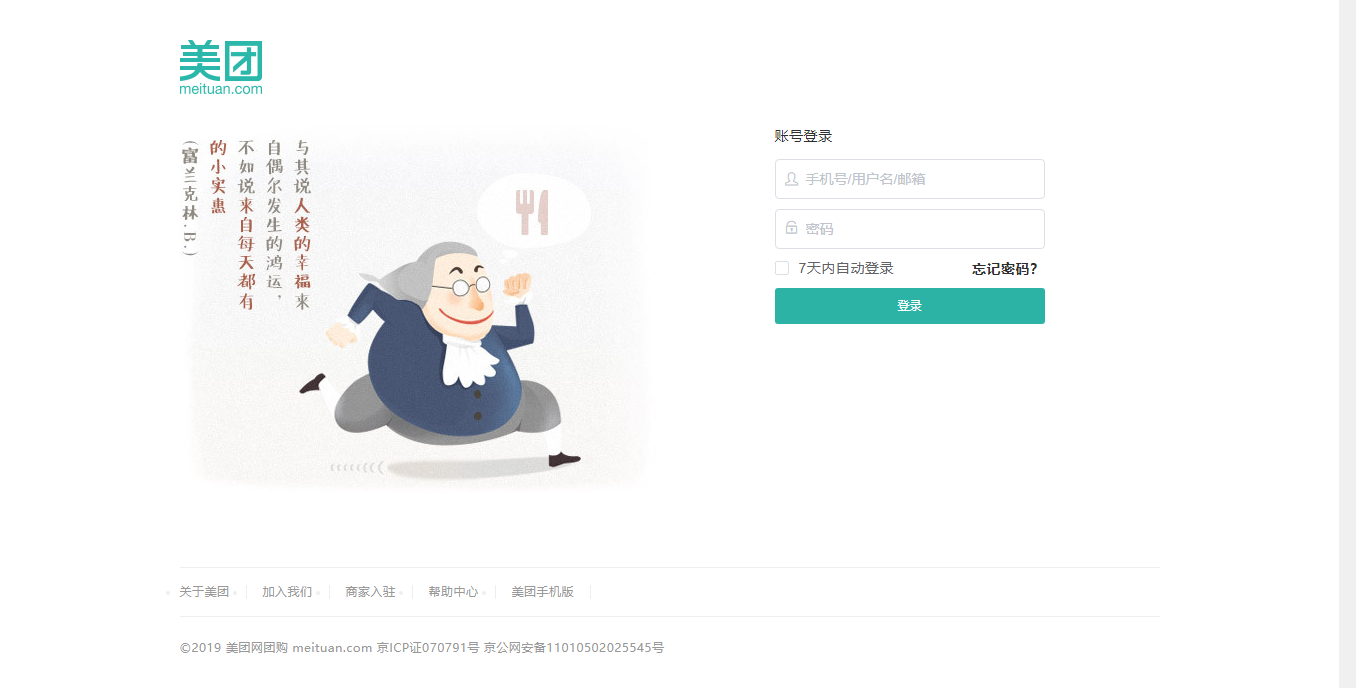 美团
meituan.com
与其说人类的幸福来
自偶尔发生的鸿运，
不如说来自每天都有
的小实惠
(富兰克林.B.)
账号登录
手机号/用户名/邮箱
密码
7天内自动登录 忘记密码?
登录
关于美团 加入我们 商家入驻 帮助中心 美团手机版
©2019 美团网团购 meituan.com 京ICP证070791号 京公网安备11010502025545号